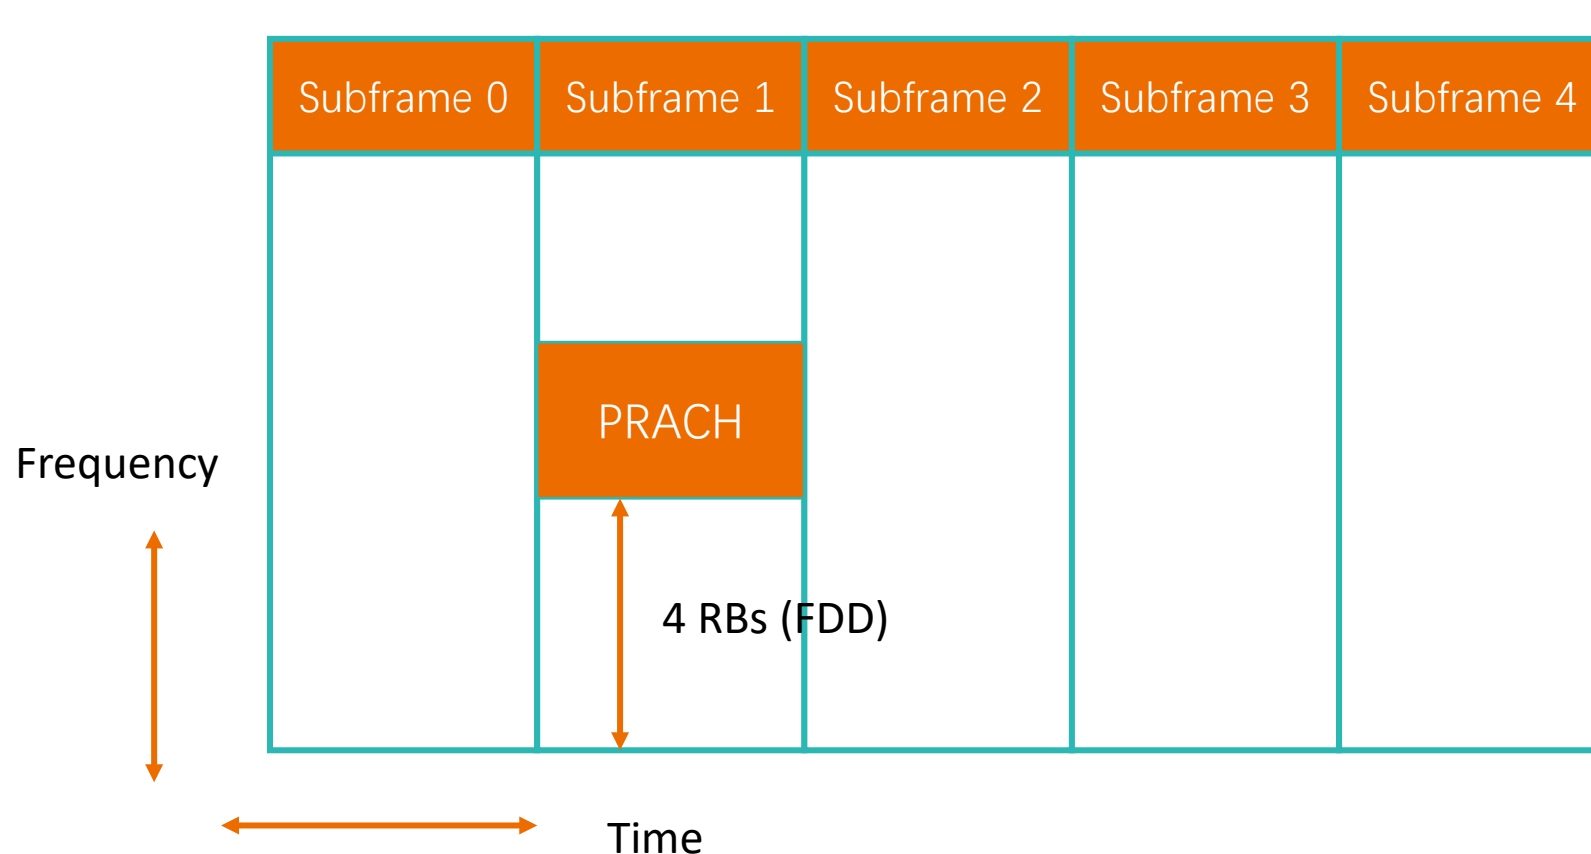 Subframe 0
Subframe 1
Subframe 2
Subframe 3
Subframe 4
PRACH
Frequency
4 RBs (FDD)
Time